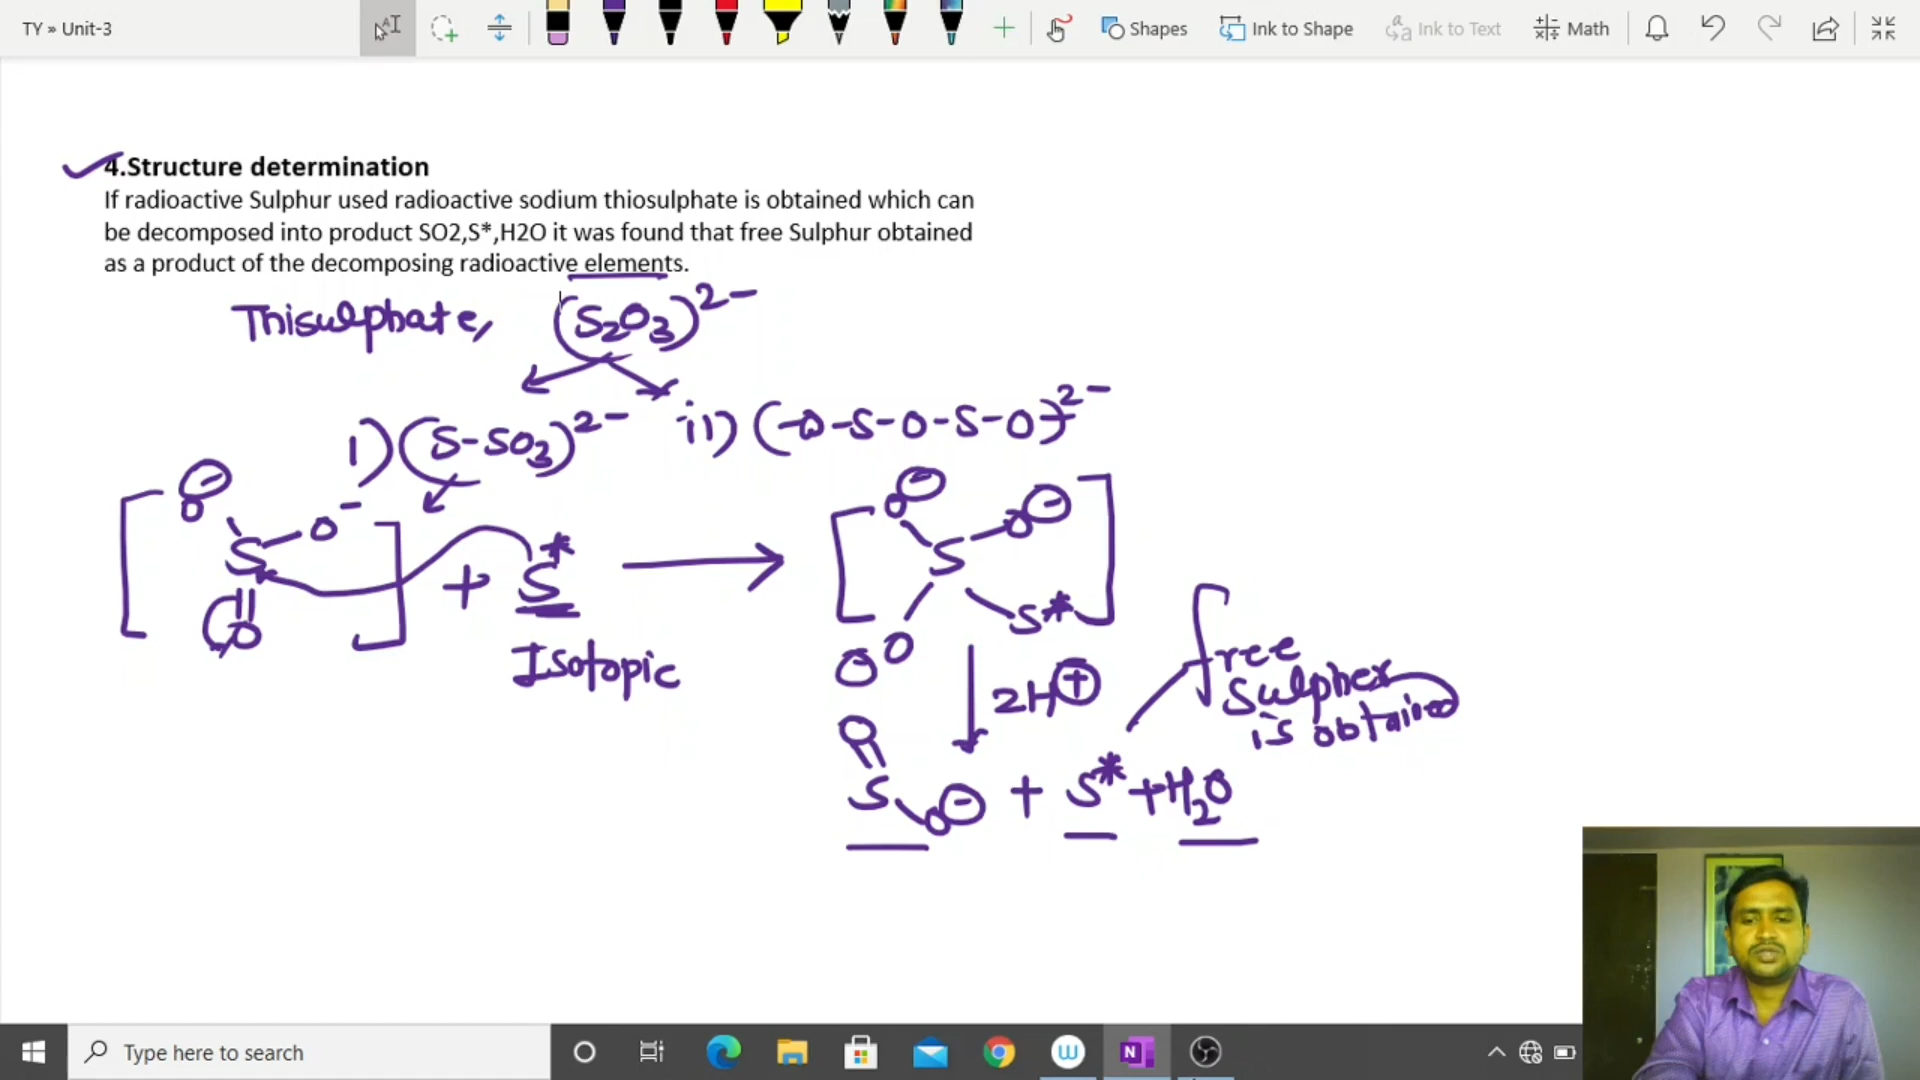 TY » Unit-3
Shapes
Ink to Shape
Ink to Text
Math
4.Structure determination
If radioactive Sulphur used radioactive sodium thiosulphate is obtained which can
be decomposed into product SO2,S*,H2O it was found that free Sulphur obtained
as a product of the decomposing radioactive elements.
Thisulphate, (S₂O₃)²⁻
i) (S-SO₃)²⁻ ii) (-O-S-O-S-O)²⁻
[O⊖ S-O⁻ =O] + S* → [O⊖ S O⊖ O S*]
Isotopic
2H⊕
free
Sulpher
is obtained
O=S-O⊖ + S* + H₂O
Type here to search